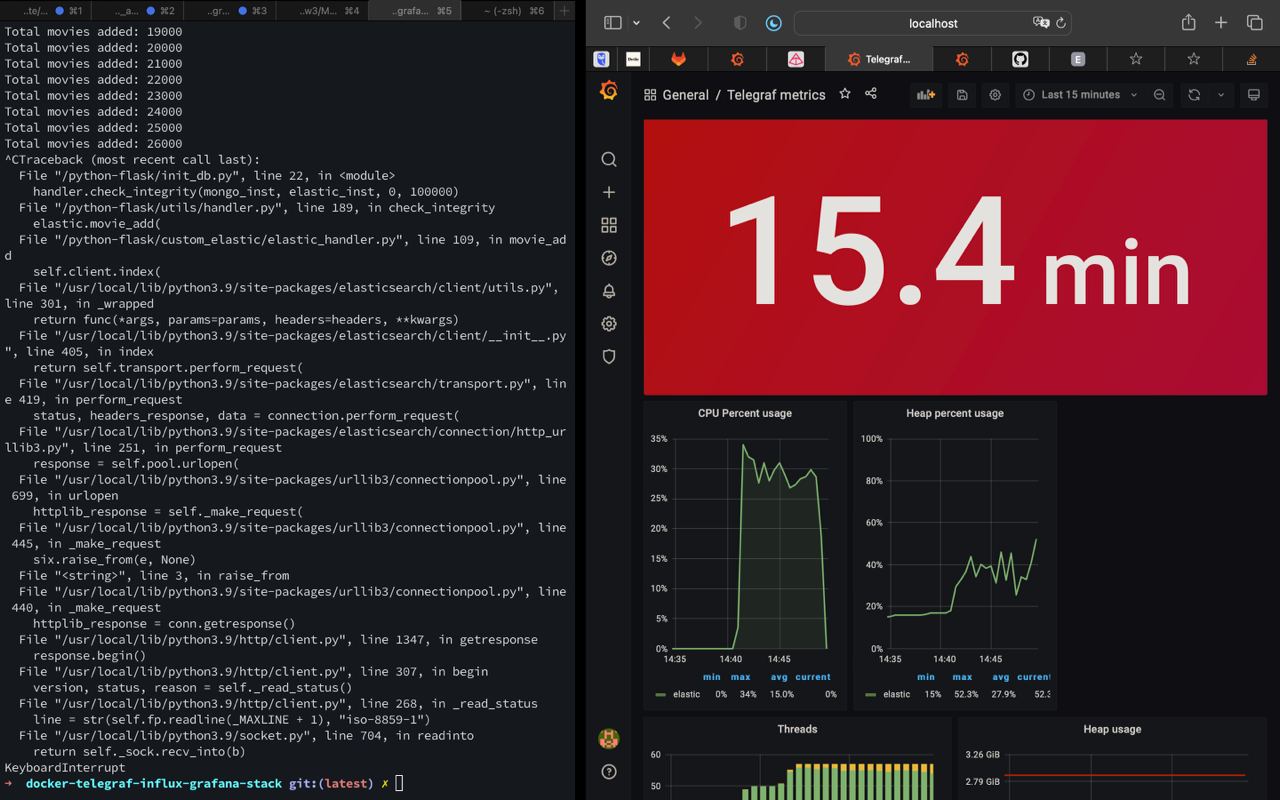 ..te/... ⌘1 .._a... ⌘2 ..gr... ⌘3 ..w3/M... ⌘4 ..grafa... ⌘5 ~ (-zsh) ⌘6
Total movies added: 19000
Total movies added: 20000
Total movies added: 21000
Total movies added: 22000
Total movies added: 23000
Total movies added: 24000
Total movies added: 25000
Total movies added: 26000
^CTraceback (most recent call last):
File "/python-flask/init_db.py", line 22, in <module>
handler.check_integrity(mongo_inst, elastic_inst, 0, 100000)
File "/python-flask/utils/handler.py", line 189, in check_integrity
elastic.movie_add(
File "/python-flask/custom_elastic/elastic_handler.py", line 109, in movie_ad
d
self.client.index(
File "/usr/local/lib/python3.9/site-packages/elasticsearch/client/utils.py",
line 301, in _wrapped
return func(*args, params=params, headers=headers, **kwargs)
File "/usr/local/lib/python3.9/site-packages/elasticsearch/client/__init__.py
", line 405, in index
return self.transport.perform_request(
File "/usr/local/lib/python3.9/site-packages/elasticsearch/transport.py", lin
e 419, in perform_request
status, headers_response, data = connection.perform_request(
File "/usr/local/lib/python3.9/site-packages/elasticsearch/connection/http_ur
llib3.py", line 251, in perform_request
response = self.pool.urlopen(
File "/usr/local/lib/python3.9/site-packages/urllib3/connectionpool.py", line
699, in urlopen
httplib_response = self._make_request(
File "/usr/local/lib/python3.9/site-packages/urllib3/connectionpool.py", line
445, in _make_request
six.raise_from(e, None)
File "<string>", line 3, in raise_from
File "/usr/local/lib/python3.9/site-packages/urllib3/connectionpool.py", line
440, in _make_request
httplib_response = conn.getresponse()
File "/usr/local/lib/python3.9/http/client.py", line 1347, in getresponse
response.begin()
File "/usr/local/lib/python3.9/http/client.py", line 307, in begin
version, status, reason = self._read_status()
File "/usr/local/lib/python3.9/http/client.py", line 268, in _read_status
line = str(self.fp.readline(_MAXLINE + 1), "iso-8859-1")
File "/usr/local/lib/python3.9/socket.py", line 704, in readinto
return self._sock.recv_into(b)
KeyboardInterrupt
→ docker-telegraf-influx-grafana-stack git:(latest) ✗
localhost
Telegraf... E
General / Telegraf metrics Last 15 minutes
15.4 min
CPU Percent usage
35%
30%
25%
20%
15%
10%
5%
0%
14:35 14:40 14:45
min max avg current
elastic 0% 34% 15.0% 0%
Heap percent usage
100%
80%
60%
40%
20%
0%
14:35 14:40 14:45
min max avg current
elastic 15% 52.3% 27.9% 52.3
Threads
60
50
Heap usage
3.26 GiB
2.79 GiB